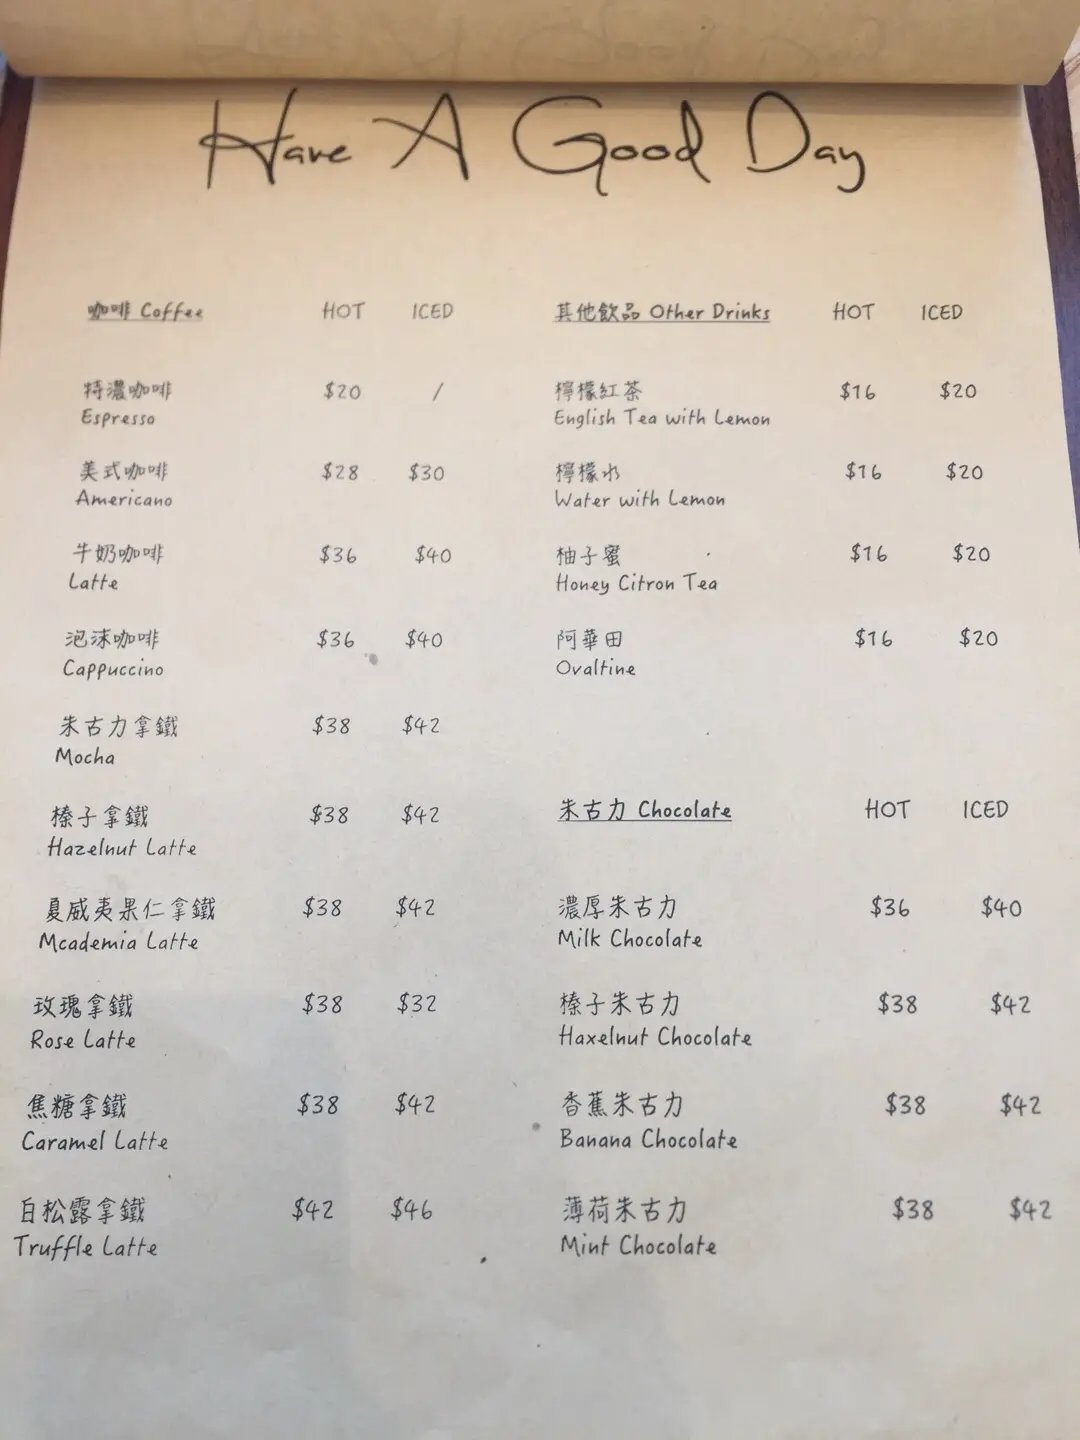 Have A Good Day
咖啡 Coffee HOT ICED
特濃咖啡 $20 /
Espresso
美式咖啡 $28 $30
Americano
牛奶咖啡 $36 $40
Latte
泡沫咖啡 $36 $40
Cappuccino
朱古力拿鐵 $38 $42
Mocha
榛子拿鐵 $38 $42
Hazelnut Latte
夏威夷果仁拿鐵 $38 $42
Mcademia Latte
玫瑰拿鐵 $38 $32
Rose Latte
焦糖拿鐵 $38 $42
Caramel Latte
白松露拿鐵 $42 $46
Truffle Latte
其他飲品 Other Drinks HOT ICED
檸檬紅茶 $16 $20
English Tea with Lemon
檸檬水 $16 $20
Water with Lemon
柚子蜜 $16 $20
Honey Citron Tea
阿華田 $16 $20
Ovaltine
朱古力 Chocolate HOT ICED
濃厚朱古力 $36 $40
Milk Chocolate
榛子朱古力 $38 $42
Haxelnut Chocolate
香蕉朱古力 $38 $42
Banana Chocolate
薄荷朱古力 $38 $42
Mint Chocolate